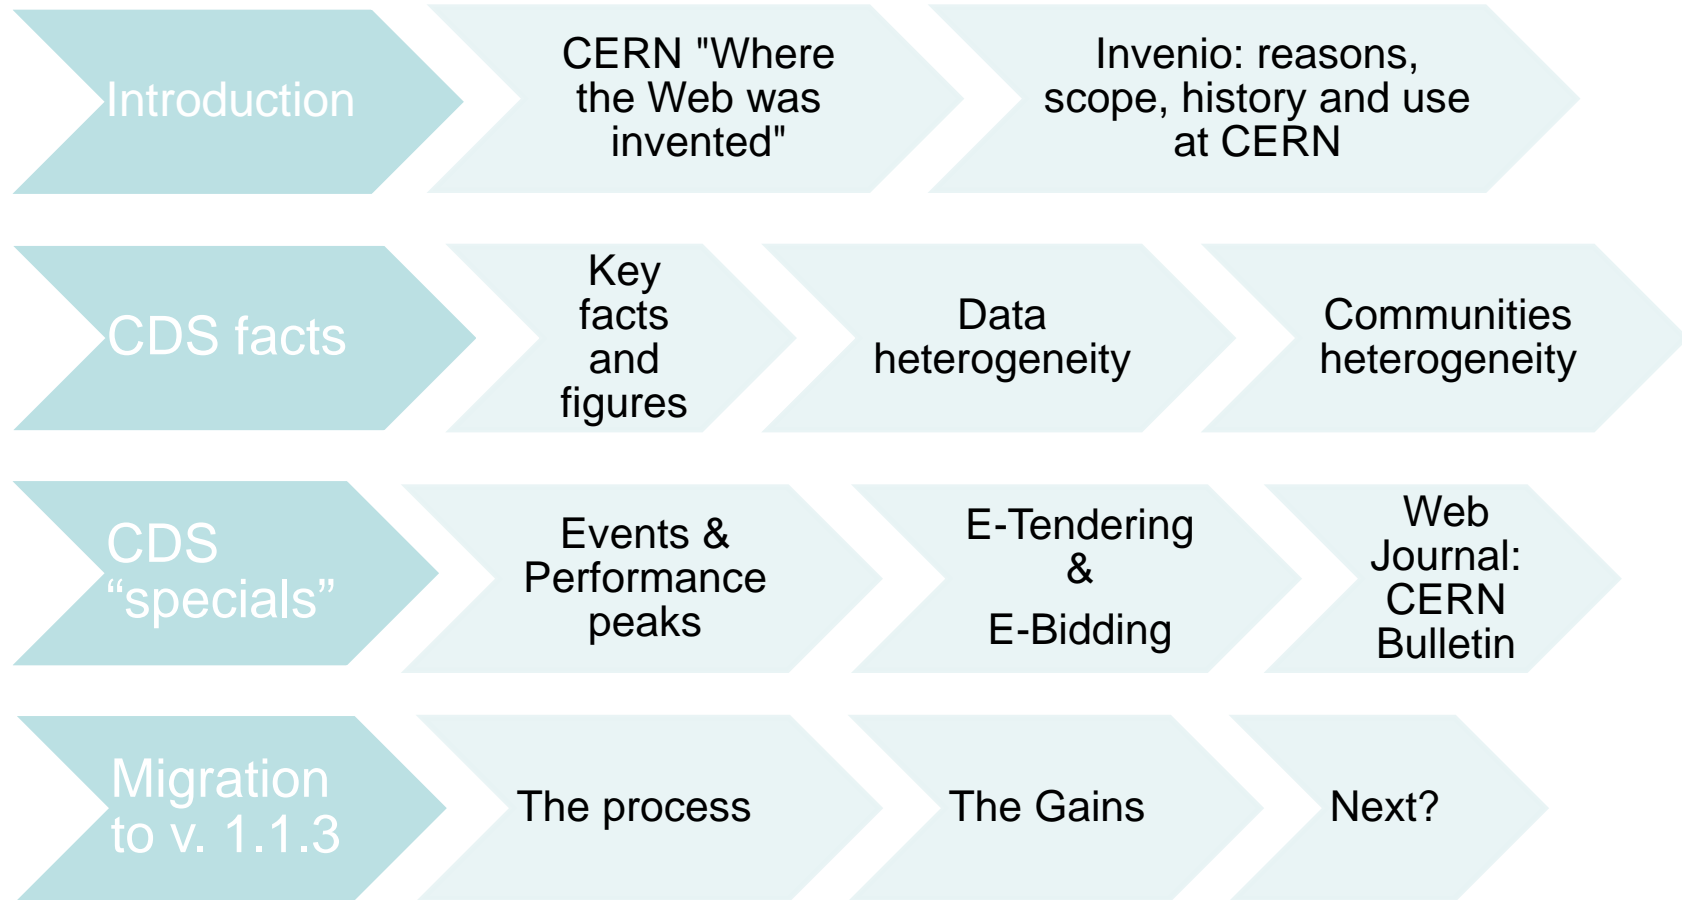 Introduction
CERN "Where
the Web was
invented"
Invenio: reasons,
scope, history and use
at CERN
CDS facts
Key
facts
and
figures
Data
heterogeneity
Communities
heterogeneity
CDS
“specials”
Events &
Performance
peaks
E-Tendering
&
E-Bidding
Web
Journal:
CERN
Bulletin
Migration
to v. 1.1.3
The process
The Gains
Next?